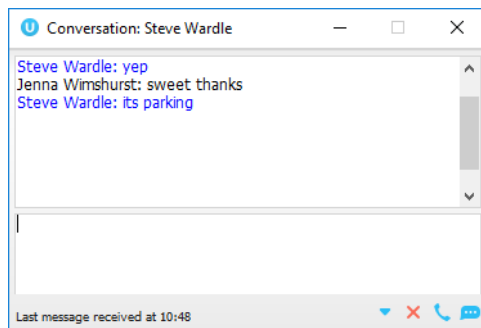 U Conversation: Steve Wardle
Steve Wardle: yep
Jenna Wimshurst: sweet thanks
Steve Wardle: its parking
Last message received at 10:48